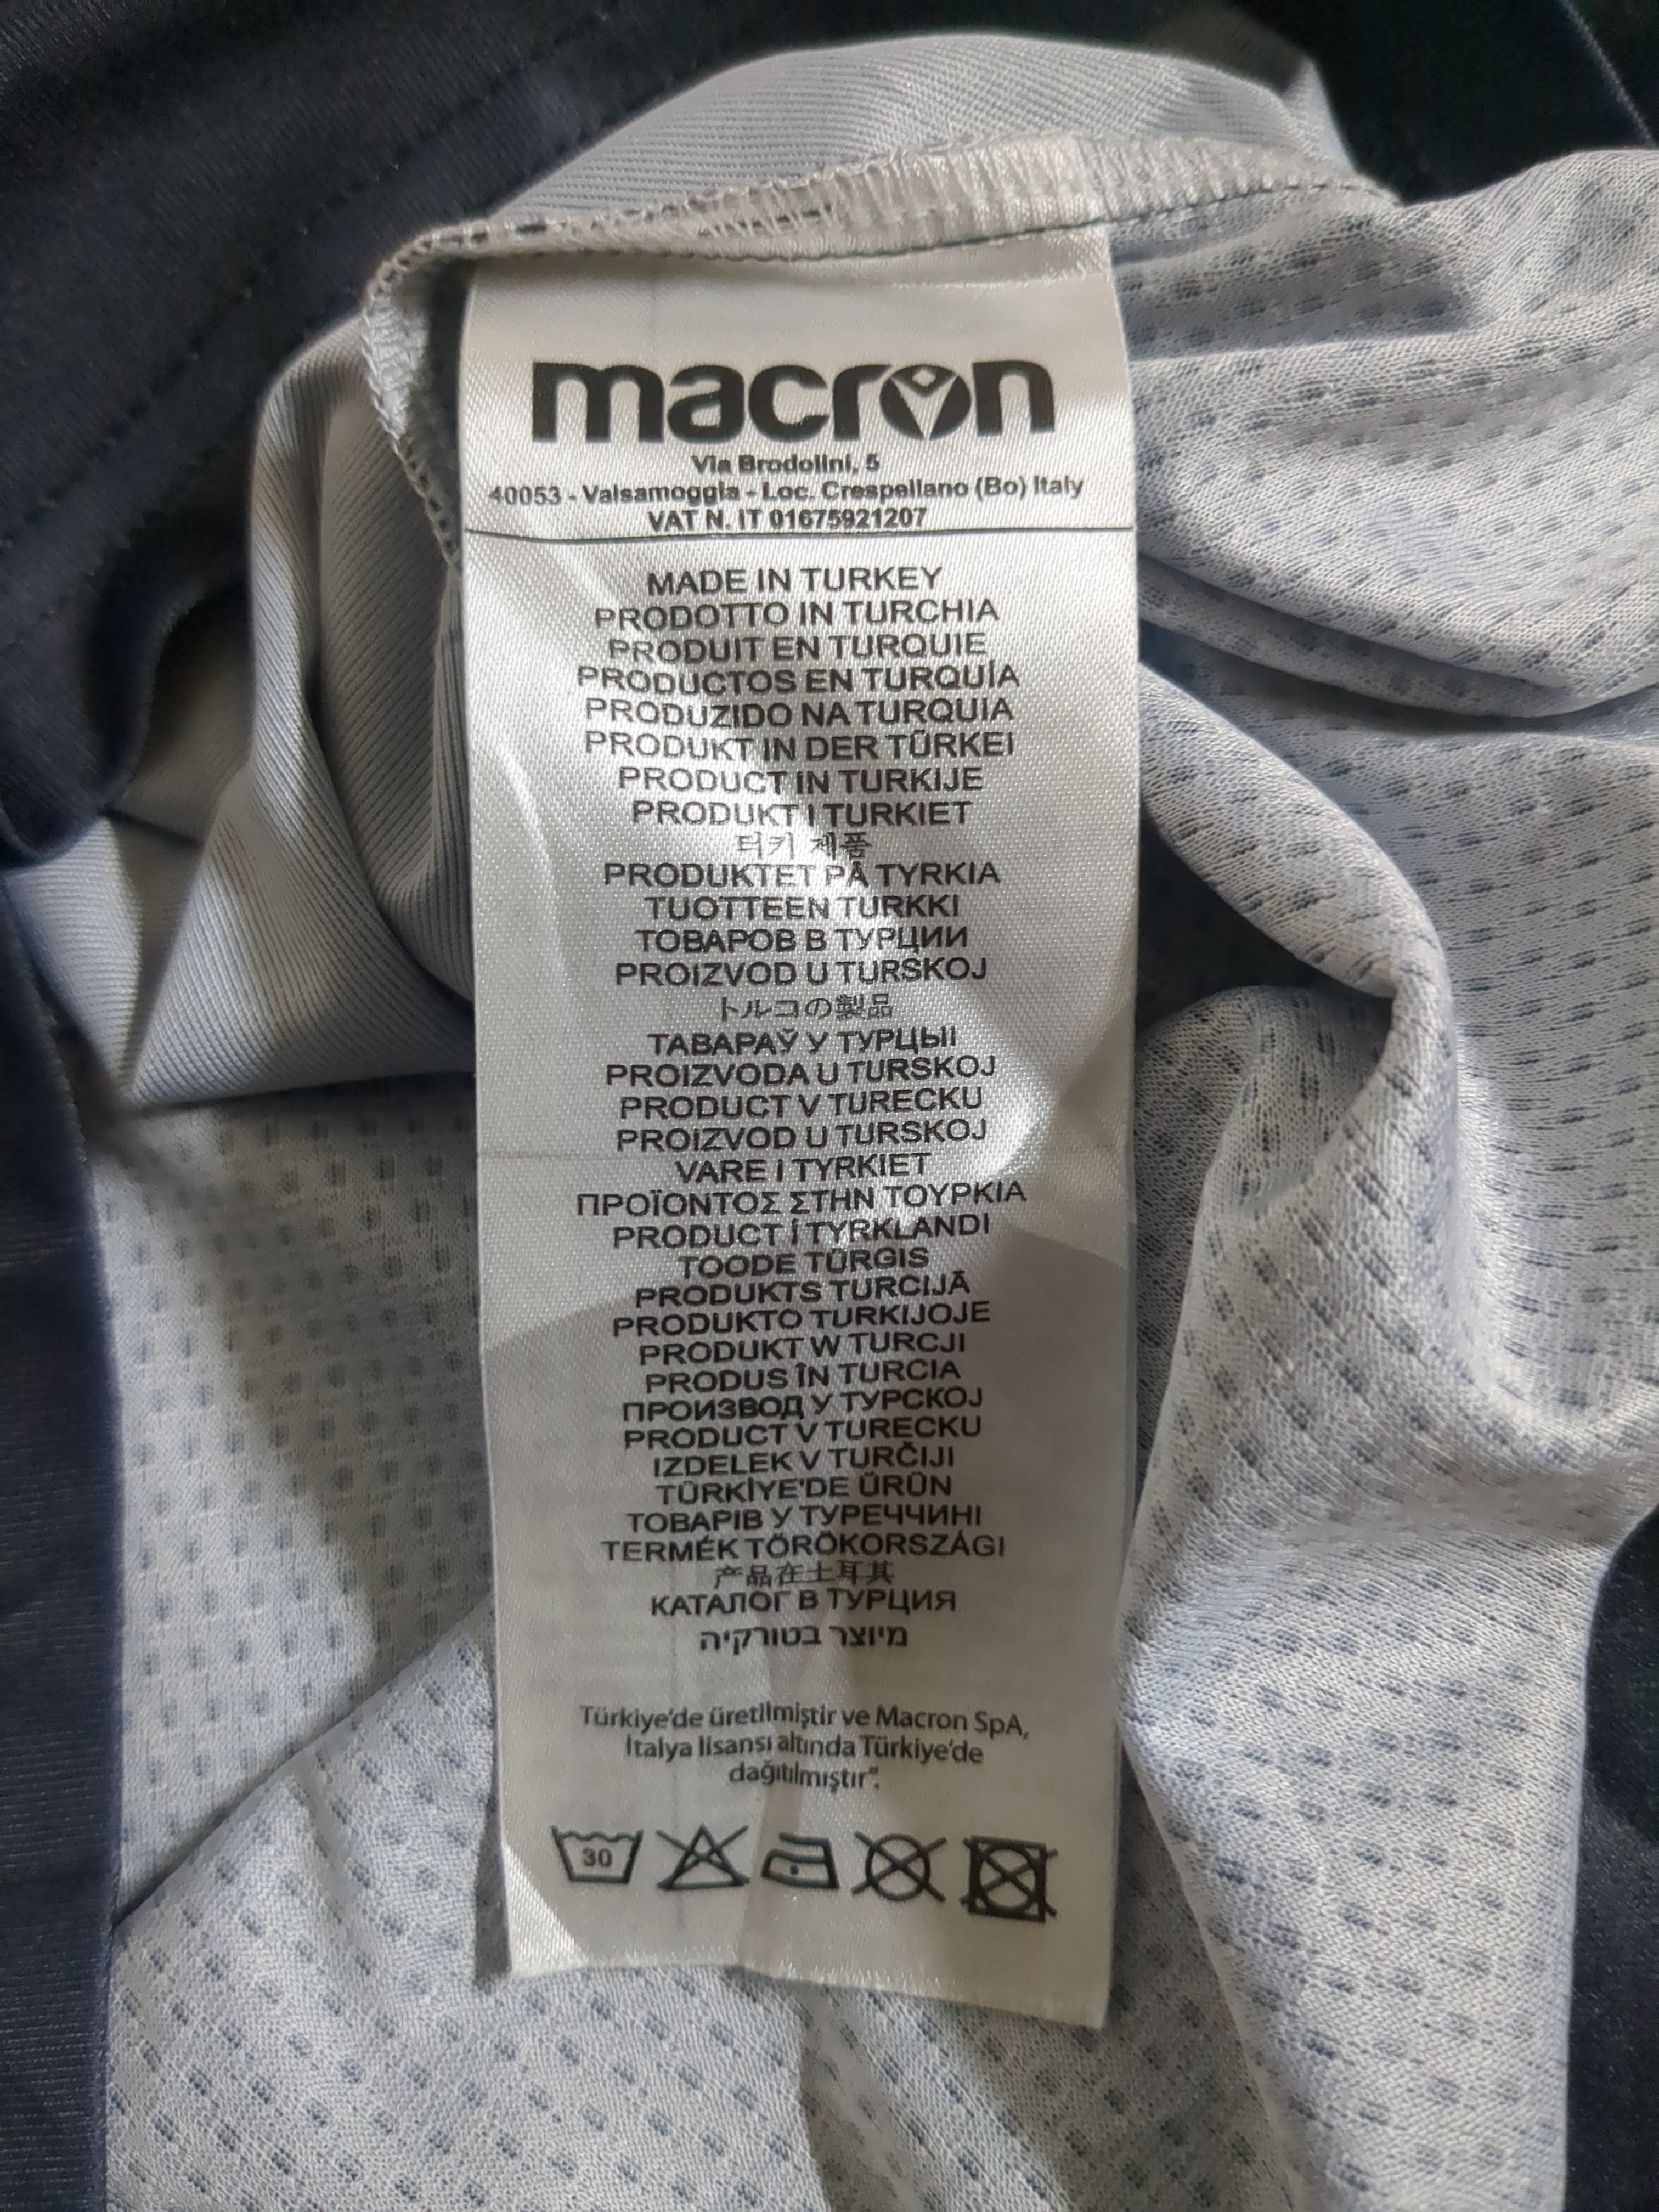 macron
Via Brodolini, 5
40053 - Valsamoggia - Loc. Crespellano (Bo) Italy
VAT N. IT 01675921207
MADE IN TURKEY
PRODOTTO IN TURCHIA
PRODUIT EN TURQUIE
PRODUCTOS EN TURQUÍA
PRODUZIDO NA TURQUIA
PRODUKT IN DER TÜRKEI
PRODUCT IN TURKIJE
PRODUKT I TURKIET
터키 제품
PRODUKTET PÅ TYRKIA
TUOTTEEN TURKKI
ТОВАРОВ В ТУРЦИИ
PROIZVOD U TURSKOJ
トルコの製品
ТАВАРАЎ У ТУРЦЫІ
PROIZVODA U TURSKOJ
PRODUCT V TURECKU
PROIZVOD U TURSKOJ
VARE I TYRKIET
ΠΡΟΪΟΝΤΟΣ ΣΤΗΝ ΤΟΥΡΚΙΑ
PRODUCT Í TYRKLANDI
TOODE TÜRGIS
PRODUKTS TURCIJĀ
PRODUKTO TURKIJOJE
PRODUKT W TURCJI
PRODUS ÎN TURCIA
ПРОИЗВОД У ТУРСКОЈ
PRODUCT V TURECKU
IZDELEK V TURČIJI
TÜRKİYE'DE ÜRÜN
ТОВАРІВ У ТУРЕЧЧИНІ
TERMÉK TÖRÖKORSZÁGI
产品在土耳其
КАТАЛОГ В ТУРЦИЯ
מיוצר בטורקיה
Türkiye'de üretilmiştir ve Macron SpA,
İtalya lisansı altında Türkiye'de
dağıtılmıştır".
30